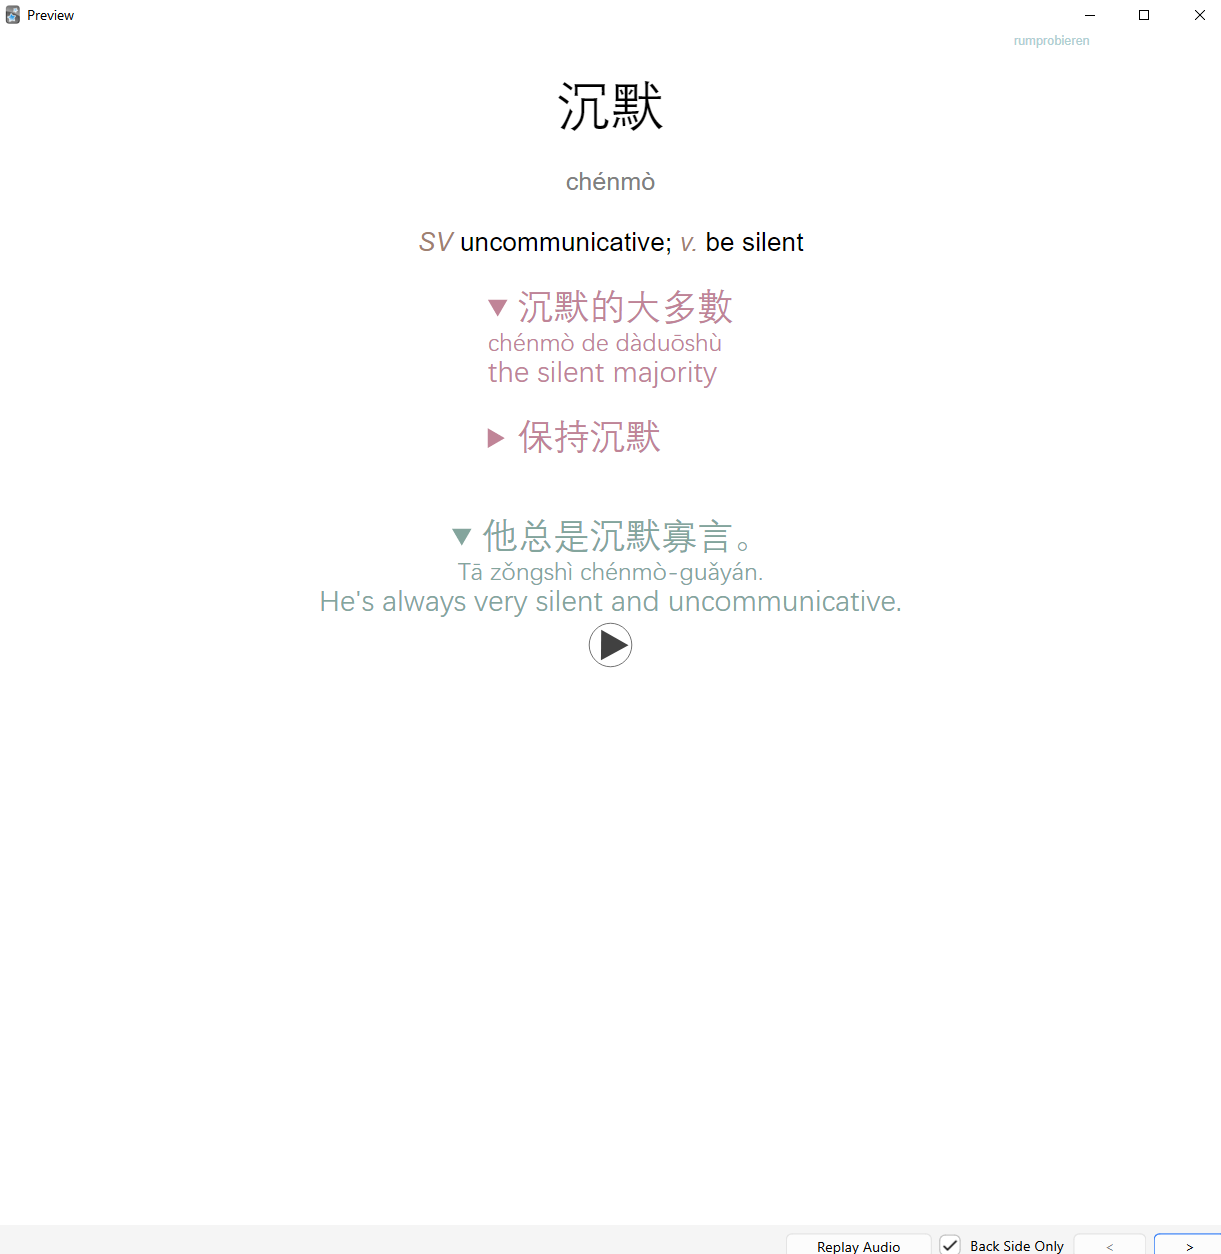 Preview
rumprobieren
沉默
chénmò
SV uncommunicative; v. be silent
▼ 沉默的大多數
chénmò de dàduōshù
the silent majority
▶ 保持沉默
▼ 他总是沉默寡言。
Tā zǒngshì chénmò-guǎyán.
He's always very silent and uncommunicative.
Replay Audio Back Side Only < >